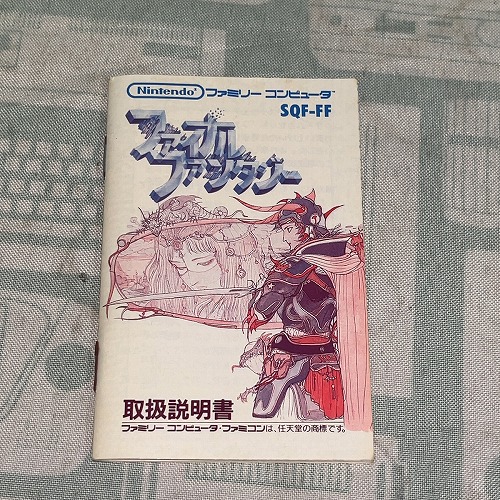 Nintendo® ファミリー コンピュータ™
SQF-FF
ファイナル
ファンタジー
取扱説明書
ファミリー コンピュータ・ファミコンは、任天堂の商標です。